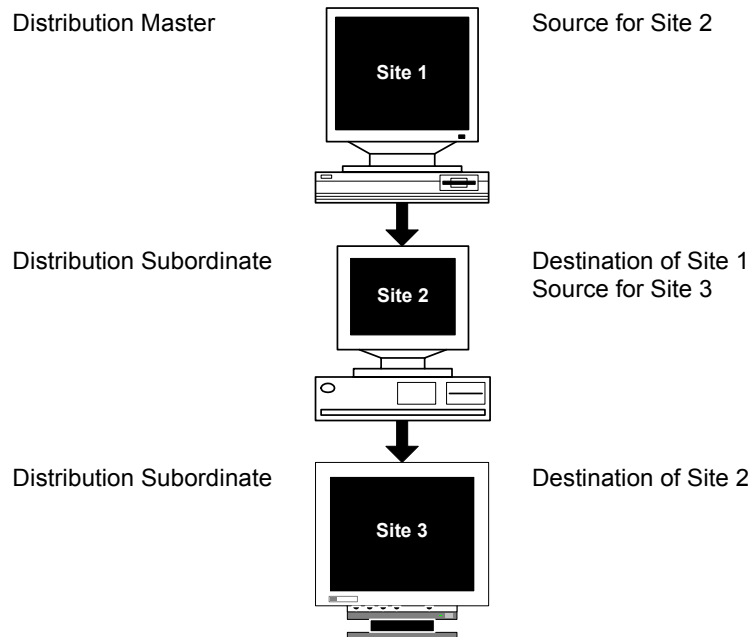 Distribution Master
Site 1
Source for Site 2
Distribution Subordinate
Site 2
Destination of Site 1
Source for Site 3
Distribution Subordinate
Site 3
Destination of Site 2